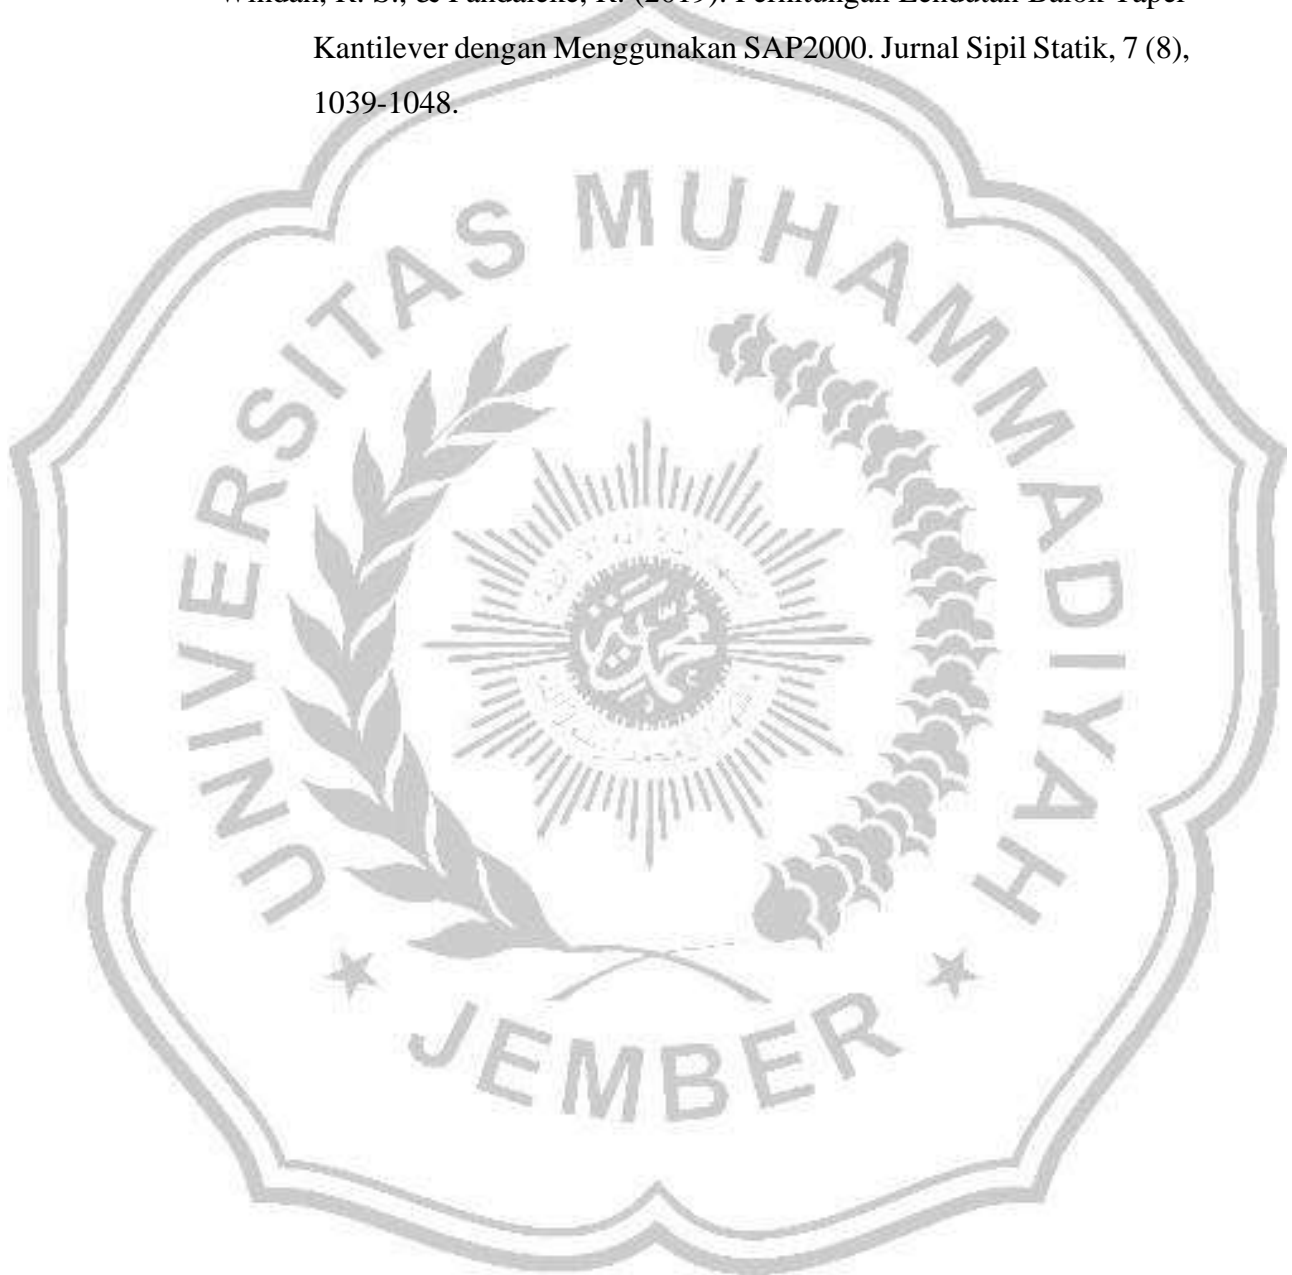 Windah, R. S., & Pandaleke, R. (2019). Perhitungan Lendutan Balok Taper
Kantilever dengan Menggunakan SAP2000. Jurnal Sipil Statik, 7 (8),
1039-1048.
UNIVERSITAS MUHAMMADIYAH
JEMBER